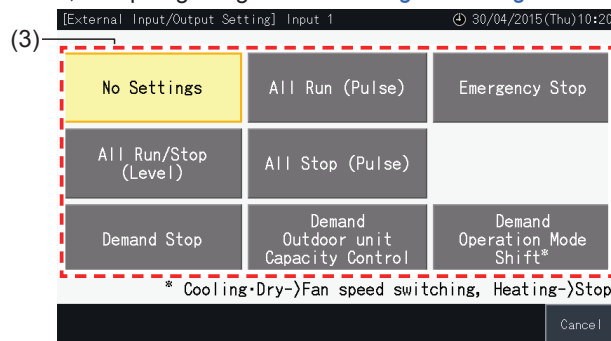 [External Input/Output Setting] Input 1 30/04/2015(Thu)10:20
(3)
No Settings
All Run (Pulse)
Emergency Stop
All Run/Stop
(Level)
All Stop (Pulse)
Demand Stop
Demand
Outdoor unit
Capacity Control
Demand
Operation Mode
Shift*
* Cooling·Dry->Fan speed switching, Heating->Stop
Cancel